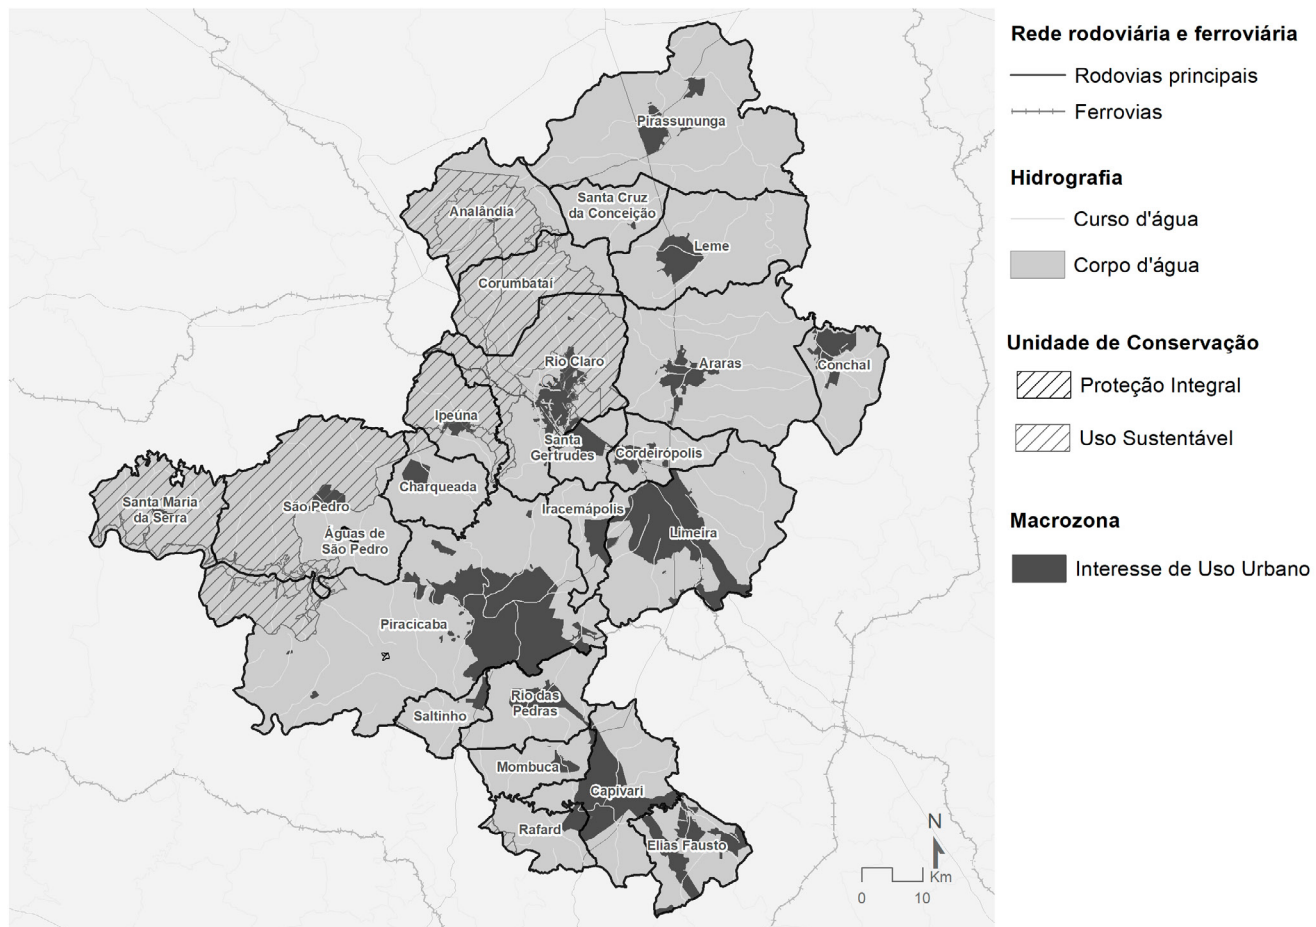 Rede rodoviária e ferroviária
Rodovias principais
Ferrovias
Hidrografia
Curso d'água
Corpo d'água
Unidade de Conservação
Proteção Integral
Uso Sustentável
Macrozona
Interesse de Uso Urbano
Pirassununga
Santa Cruz
da Conceição
Analândia
Leme
Corumbataí
Rio Claro
Araras
Conchal
Ipeúna
Santa
Gertrudes
Cordeirópolis
Charqueada
Santa Maria
da Serra
São Pedro
Águas de
São Pedro
Iracemápolis
Limeira
Piracicaba
Rio das
Pedras
Saltinho
Mombuca
Capivari
Rafard
Elias Fausto
N
Km
0 10